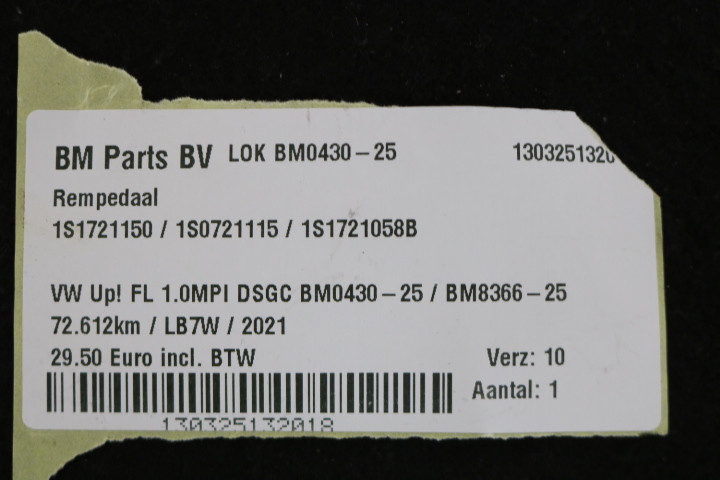 BM Parts BV LOK BM0430-25 1303251320
Rempedaal
1S1721150 / 1S0721115 / 1S1721058B
VW Up! FL 1.0MPI DSGC BM0430-25 / BM8366-25
72.612km / LB7W / 2021
29.50 Euro incl. BTW Verz: 10
Aantal: 1
130325132018